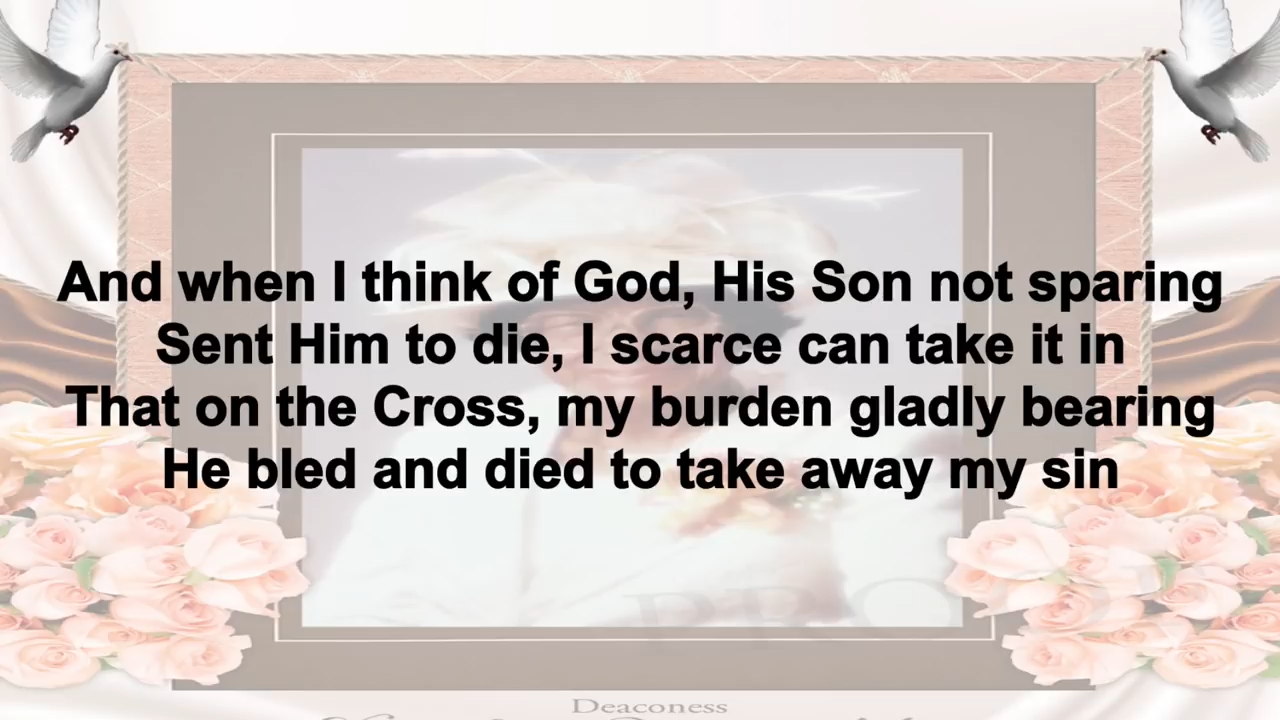 And when I think of God, His Son not sparing
Sent Him to die, I scarce can take it in
That on the Cross, my burden gladly bearing
He bled and died to take away my sin
Deaconess